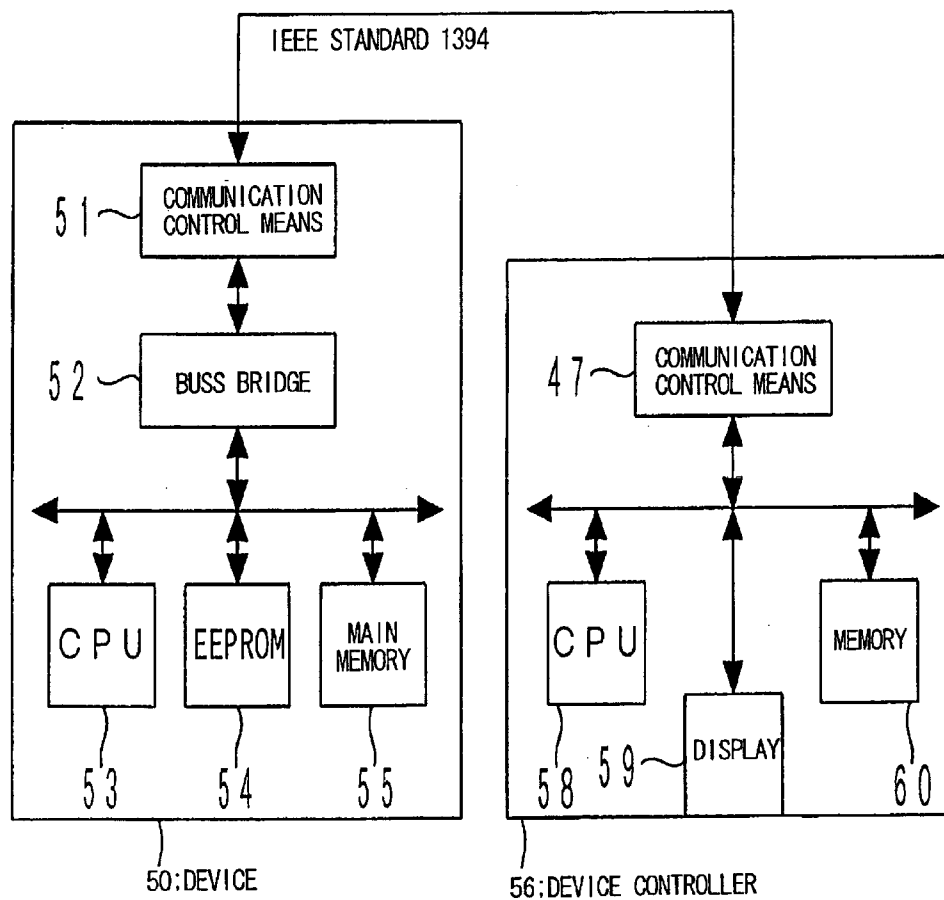 IEEE STANDARD 1394
51
COMMUNICATION
CONTROL MEANS
52
BUSS BRIDGE
47
COMMUNICATION
CONTROL MEANS
CPU
EEPROM
MAIN
MEMORY
CPU
MEMORY
DISPLAY
53
54
55
58
59
60
50:DEVICE
56:DEVICE CONTROLLER